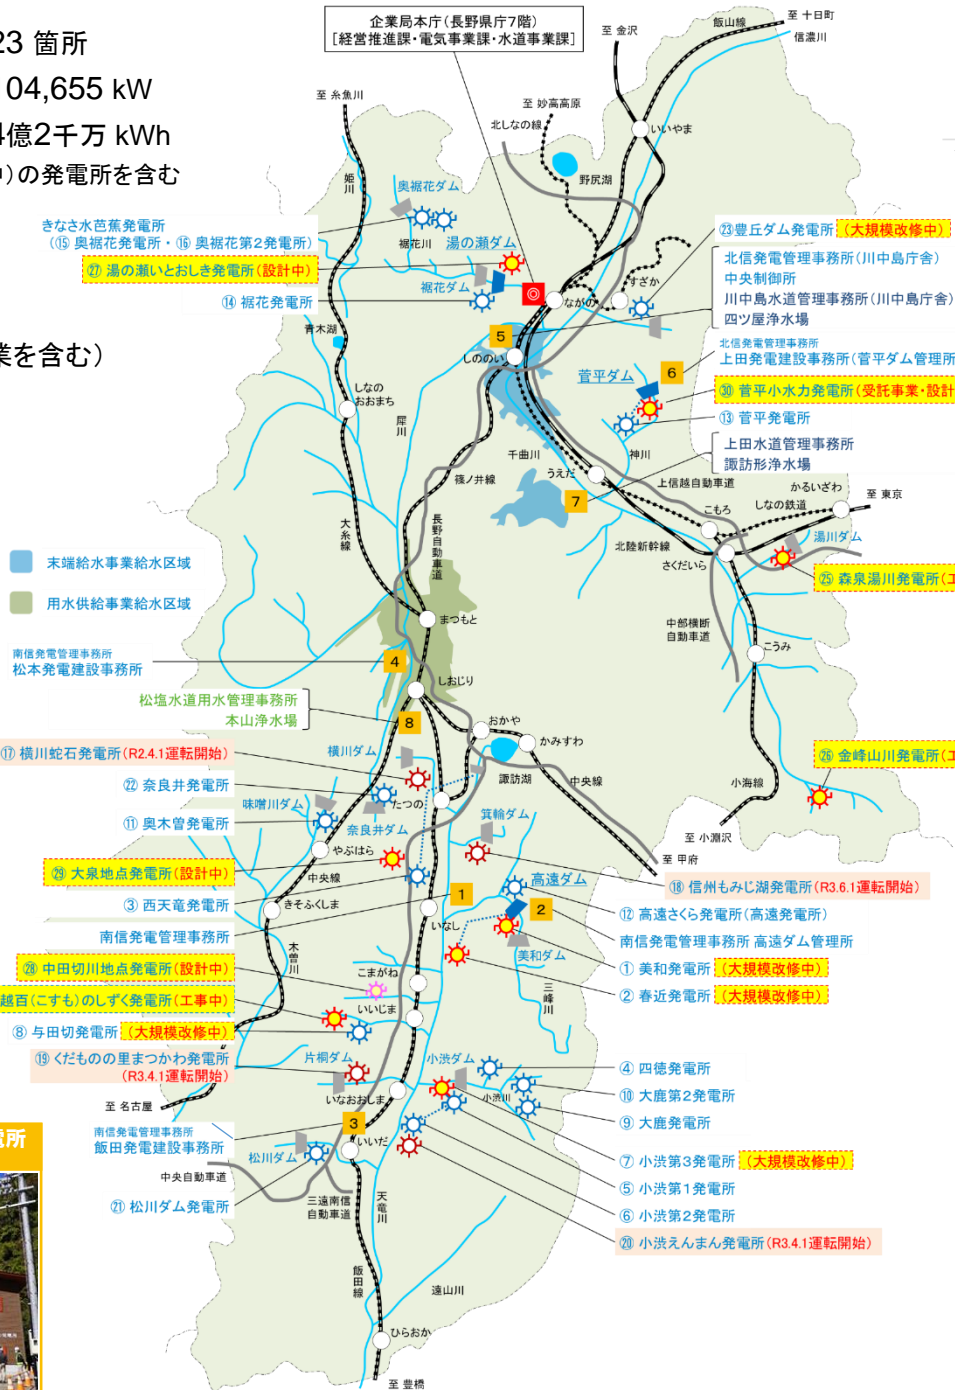 23 箇所
04,655 kW
億2千万 kWh
)の発電所を含む
業を含む)
企業局本庁(長野県庁7階)
[経営推進課・電気事業課・水道事業課]
至 十日町
飯山線
信濃川
至 金沢
至 糸魚川
至 妙高高原
北しなの線
いいやま
野尻湖
姫川
奥裾花ダム
きなさ水芭蕉発電所
(⑮ 奥裾花発電所・⑯ 奥裾花第2発電所)
裾花川
湯の瀬ダム
㉗ 湯の瀬いとおしき発電所(設計中)
裾花ダム
⑭ 裾花発電所
ながの
すざか
㉓豊丘ダム発電所 (大規模改修中)
北信発電管理事務所(川中島庁舎)
中央制御所
川中島水道管理事務所(川中島庁舎)
四ツ屋浄水場
青木湖
5
しののい
北信発電管理事務所
上田発電建設事務所(菅平ダム管理所
菅平ダム
6
㉚ 菅平小水力発電所(受託事業・設計
⑬ 菅平発電所
しなの
おおまち
犀川
千曲川
神川
上田水道管理事務所
諏訪形浄水場
篠ノ井線
うえだ
上信越自動車道
かるいざわ
7
しなの鉄道
至 東京
こもろ
大糸線
長野自動車道
北陸新幹線
さくだいら
湯川ダム
末端給水事業給水区域
㉕ 森泉湯川発電所(工
用水供給事業給水区域
まつもと
中部横断
自動車道
こうみ
南信発電管理事務所
松本発電建設事務所
4
しおじり
松塩水道用水管理事務所
本山浄水場
8
おかや
かみすわ
⑰ 横川蛇石発電所(R2.4.1運転開始)
横川ダム
諏訪湖
中央線
㉖ 金峰山川発電所(工
㉒ 奈良井発電所
味噌川ダム
たつの
小海線
⑪ 奥木曽発電所
奈良井ダム
箕輪ダム
至 小淵沢
やぶはら
至 甲府
㉙ 大泉地点発電所(設計中)
中央線
⑱ 信州もみじ湖発電所(R3.6.1運転開始)
③ 西天竜発電所
きそふくしま
1
高遠ダム
2
⑫ 高遠さくら発電所(高遠発電所)
南信発電管理事務所
いなし
南信発電管理事務所 高遠ダム管理所
木曽川
美和ダム
㉘ 中田切川地点発電所(設計中)
こまがね
① 美和発電所 (大規模改修中)
三峰川
越百(こすも)のしずく発電所(工事中)
いいじま
② 春近発電所 (大規模改修中)
⑧ 与田切発電所 (大規模改修中)
⑲ くだものの里まつかわ発電所
(R3.4.1運転開始)
片桐ダム
小渋ダム
④ 四徳発電所
いなおおしま
小渋川
⑩ 大鹿第2発電所
至 名古屋
⑨ 大鹿発電所
南信発電管理事務所
飯田発電建設事務所
3
いいだ
松川ダム
⑦ 小渋第3発電所 (大規模改修中)
中央自動車道
⑤ 小渋第1発電所
㉑ 松川ダム発電所
三遠南信
自動車道
天竜川
⑥ 小渋第2発電所
⑳ 小渋えんまん発電所(R3.4.1運転開始)
電所
飯田線
遠山川
ひらおか
至 豊橋